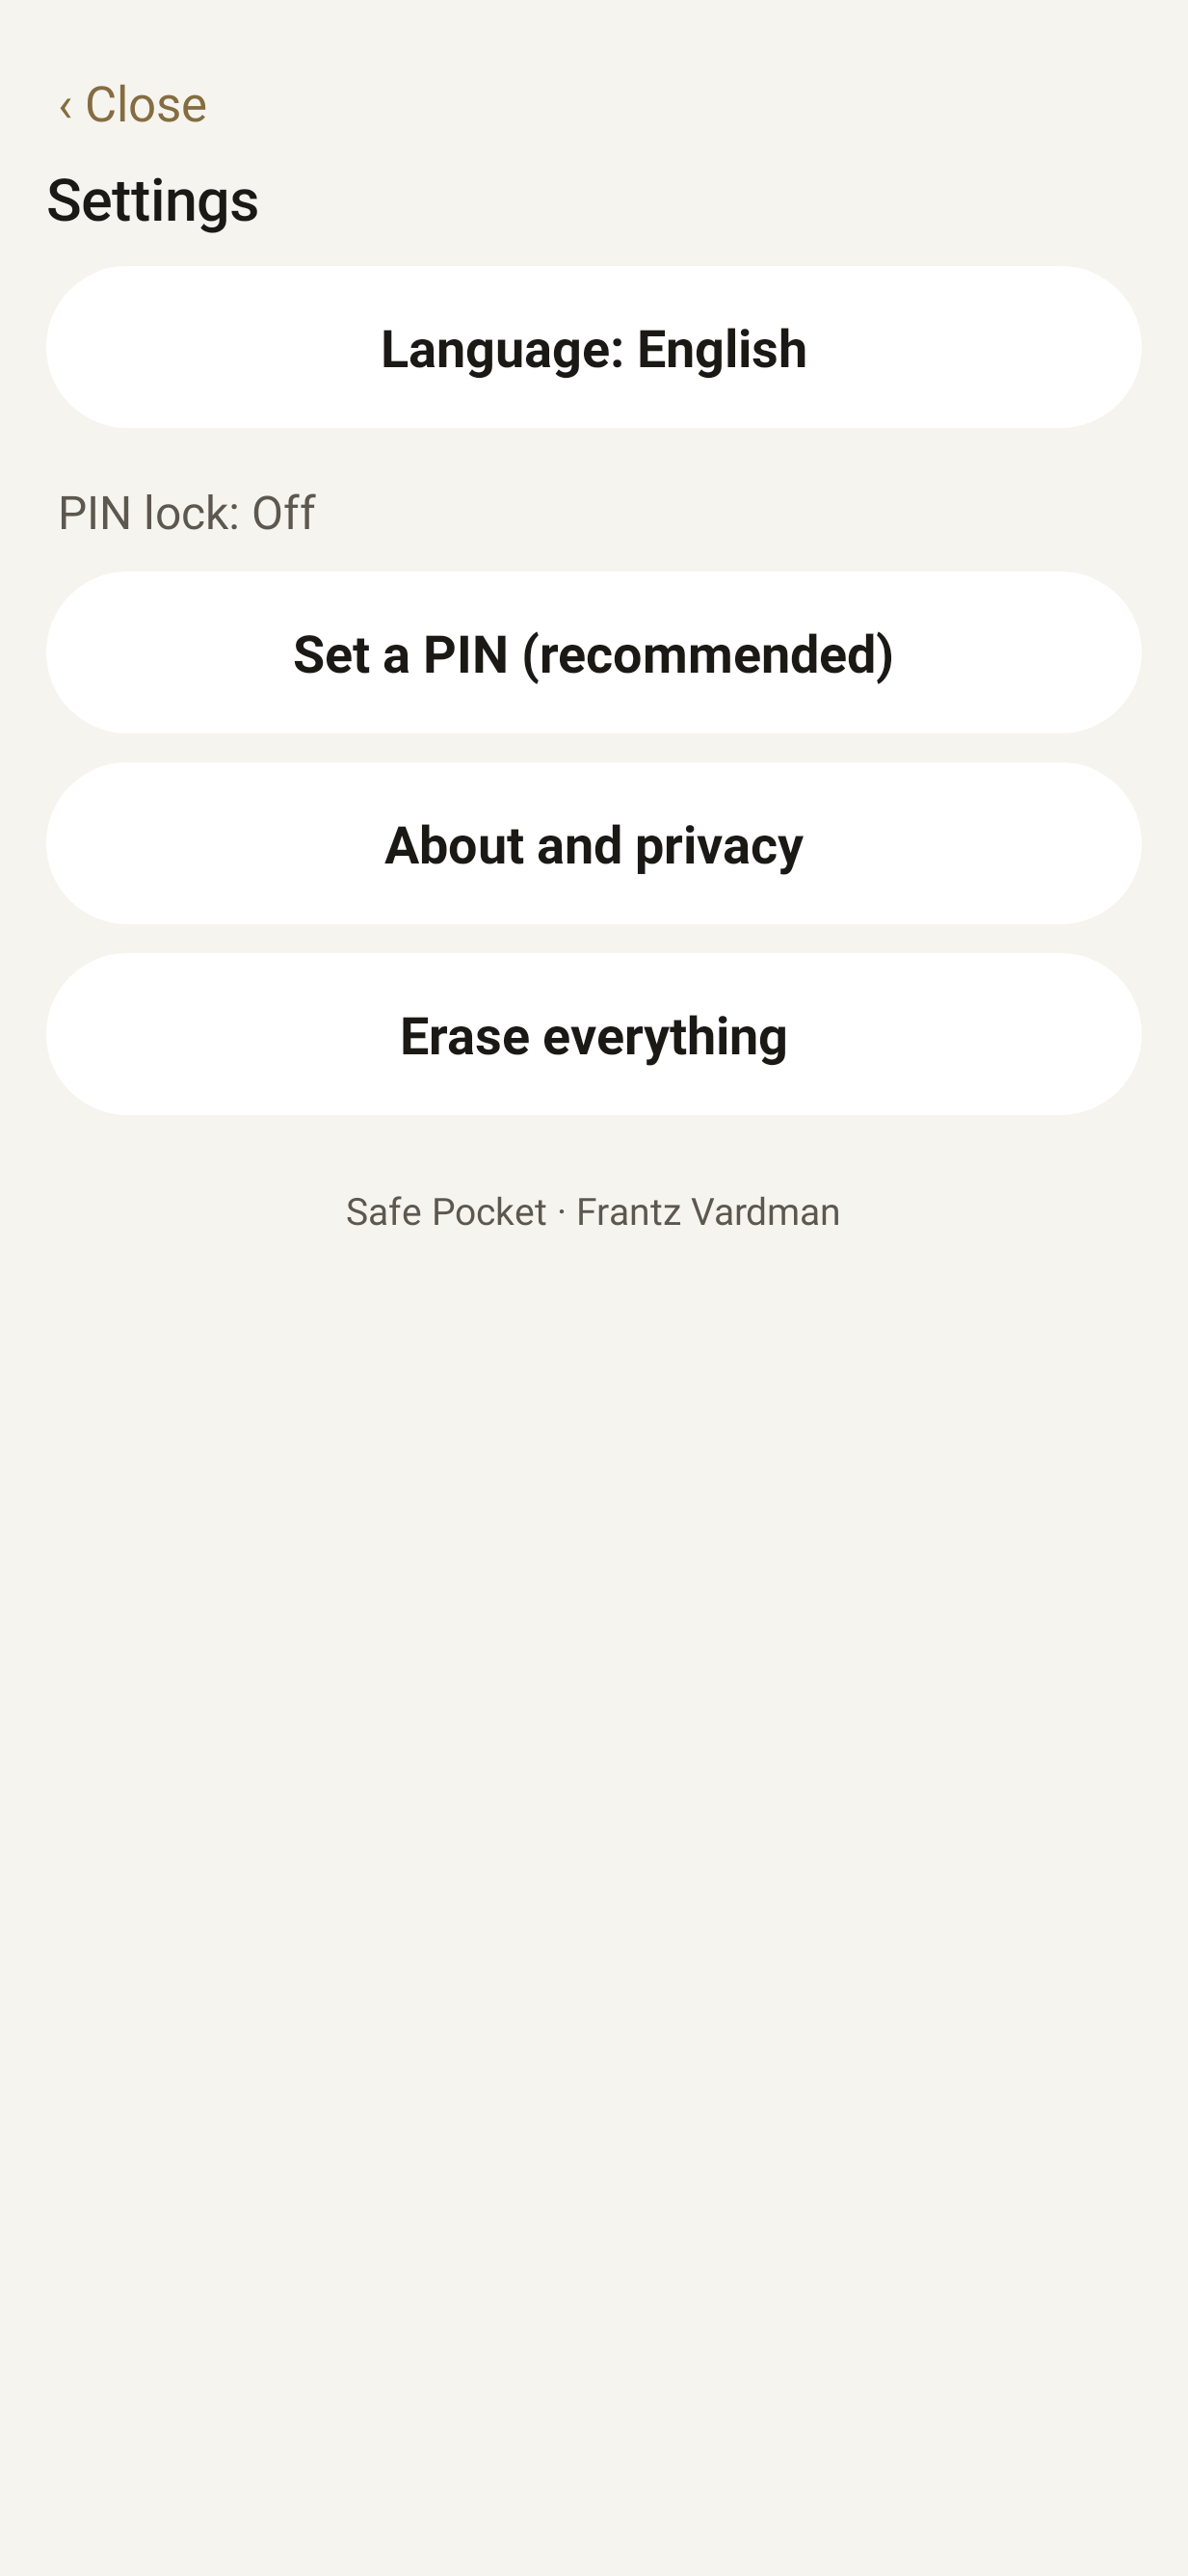 ‹ Close
Settings
Language: English
PIN lock: Off
Set a PIN (recommended)
About and privacy
Erase everything
Safe Pocket · Frantz Vardman